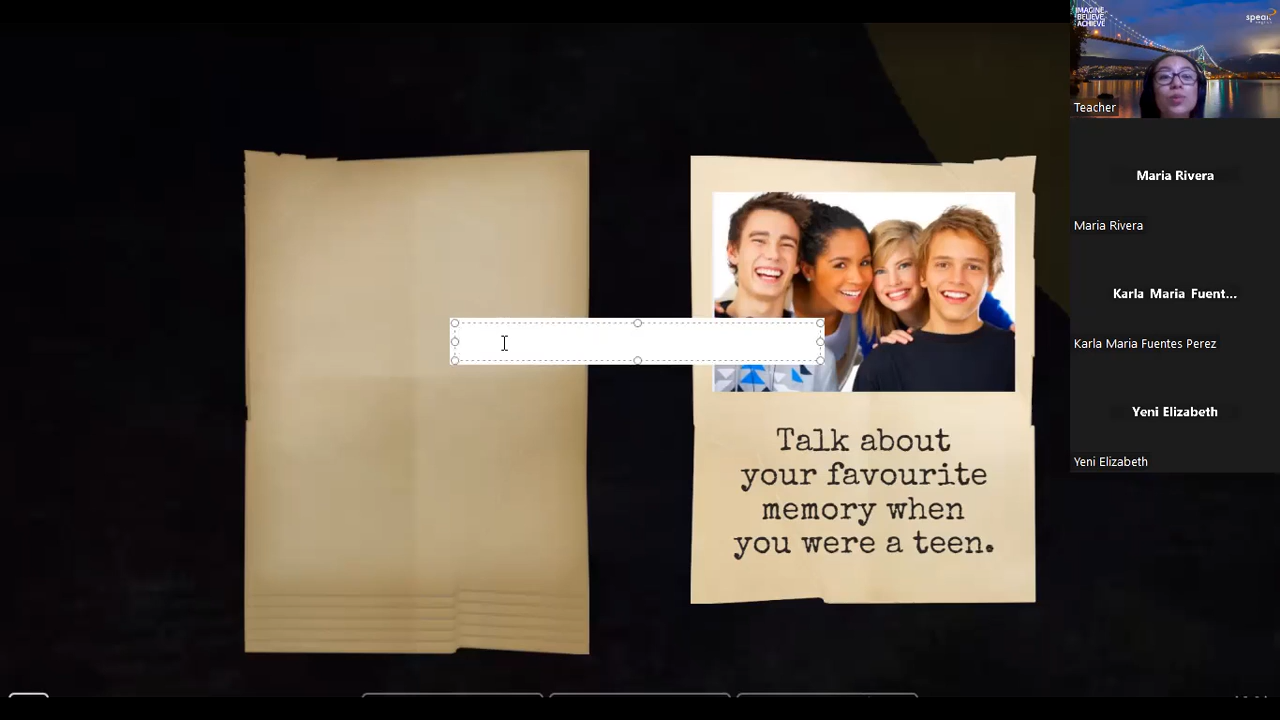 Talk about
your favourite
memory when
you were a teen.
IMAGINE
BELIEVE
ACHIEVE
speak
Teacher
Maria Rivera
Maria Rivera
Karla Maria Fuent...
Karla Maria Fuentes Perez
Yeni Elizabeth
Yeni Elizabeth